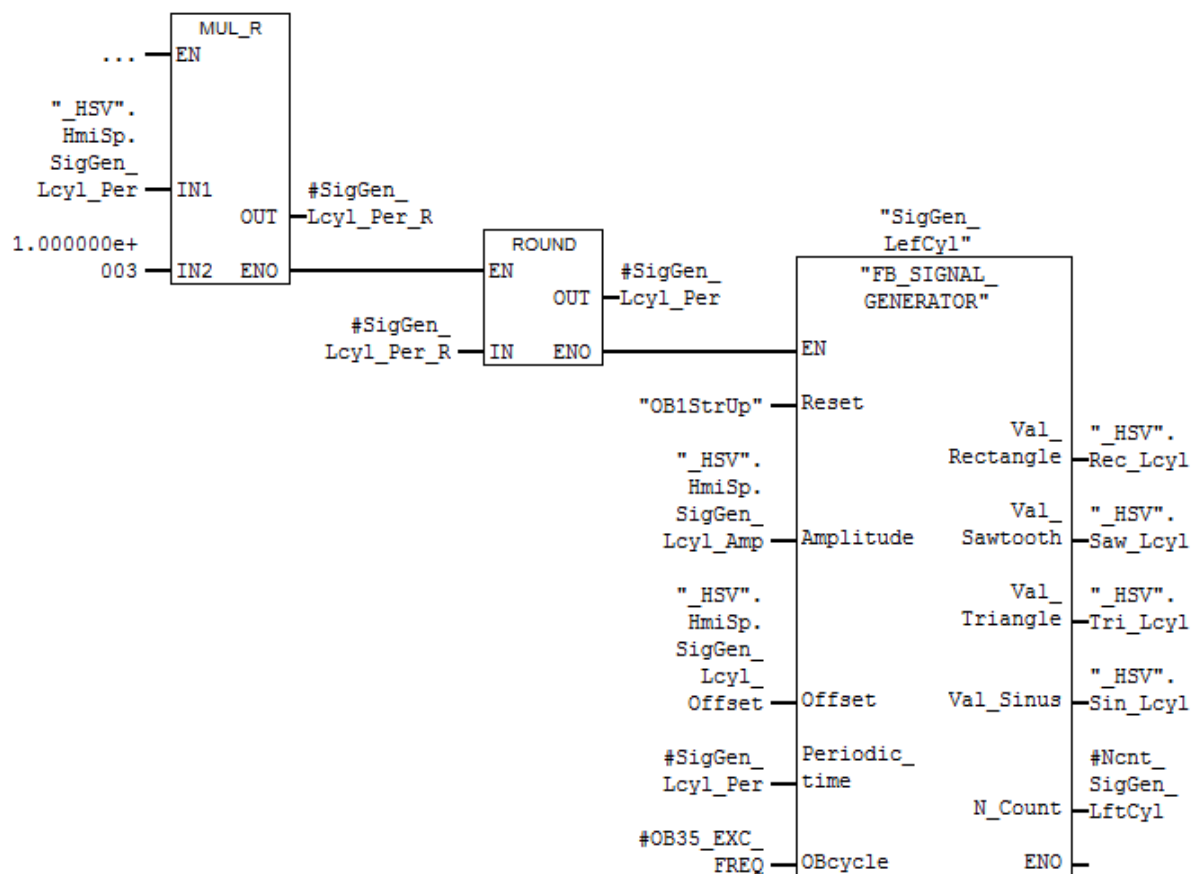 MUL_R
...
EN
"_HSV".
HmiSp.
SigGen_
Lcyl_Per
IN1
OUT
#SigGen_
Lcyl_Per_R
1.000000e+
003
IN2
ENO
ROUND
EN
OUT
#SigGen_
Lcyl_Per
#SigGen_
Lcyl_Per_R
IN
ENO
"SigGen_
LefCyl"
"FB_SIGNAL_
GENERATOR"
EN
"OB1StrUp"
Reset
Val_
Rectangle
"_HSV".
Rec_Lcyl
"_HSV".
HmiSp.
SigGen_
Lcyl_Amp
Amplitude
Val_
Sawtooth
"_HSV".
Saw_Lcyl
Val_
Triangle
"_HSV".
Tri_Lcyl
"_HSV".
HmiSp.
SigGen_
Lcyl_
Offset
Offset
Val_Sinus
"_HSV".
Sin_Lcyl
#SigGen_
Lcyl_Per
Periodic_
time
N_Count
#Ncnt_
SigGen_
LftCyl
#OB35_EXC_
FREQ
OBcycle
ENO